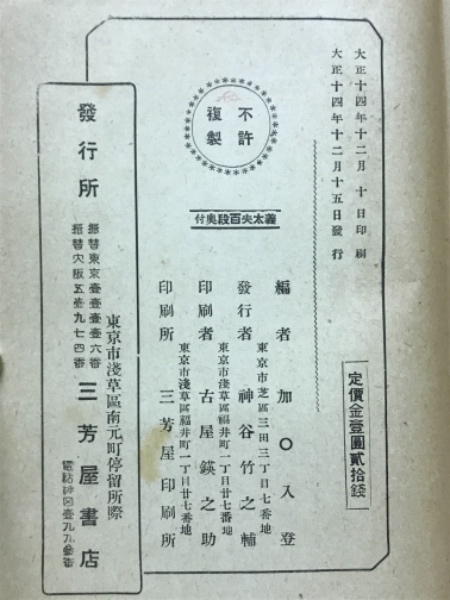 大正十四年十二月十日印刷
大正十四年十二月十五日發行
定價金壹圓貳拾錢
不許
複製
義太夫百段奥付
編者 加〇入登
東京市芝區三田三丁目七番地
發行者 神谷竹之輔
東京市淺草區福井町一丁目廿七番地
印刷者 古屋鍈之助
東京市淺草區福井町一丁目廿七番地
印刷所 三芳屋印刷所
東京市淺草區南元町停留所際
發行所 三芳屋書店
振替東京壹壹壹壹六番
振替大阪五壹九七四番
電話神田壹九九參番